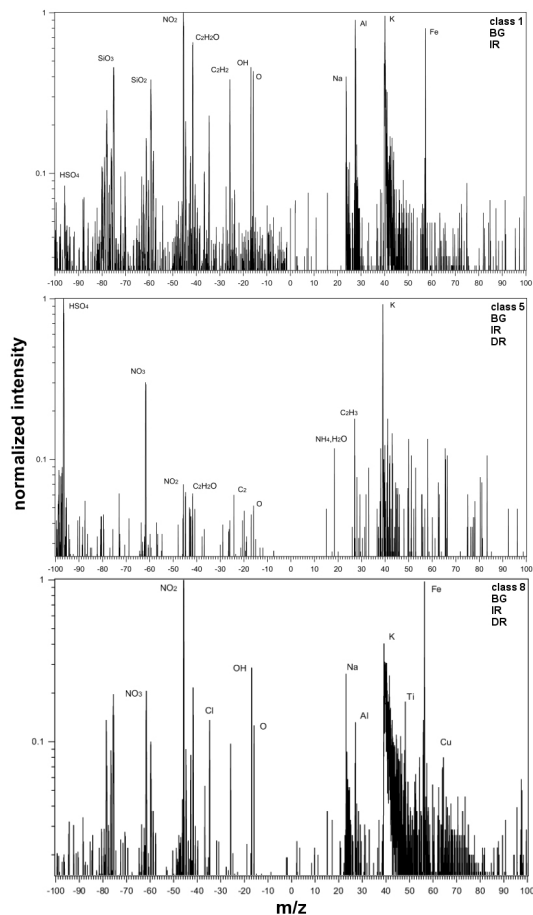 normalized intensity
class 1
BG
IR
1
0.1
HSO4
SiO3
SiO2
NO2
C2H2O
C2H2
OH
O
Na
Al
K
Fe
-100 -90 -80 -70 -60 -50 -40 -30 -20 -10 0 10 20 30 40 50 60 70 80 90 100
class 5
BG
IR
DR
1
0.1
HSO4
NO3
NO2
C2H2O
C2
O
NH4,H2O
C2H3
K
-100 -90 -80 -70 -60 -50 -40 -30 -20 -10 0 10 20 30 40 50 60 70 80 90 100
class 8
BG
IR
DR
1
0.1
NO3
NO2
Cl
OH
O
Na
Al
K
Ti
Fe
Cu
-100 -90 -80 -70 -60 -50 -40 -30 -20 -10 0 10 20 30 40 50 60 70 80 90 100
m/z